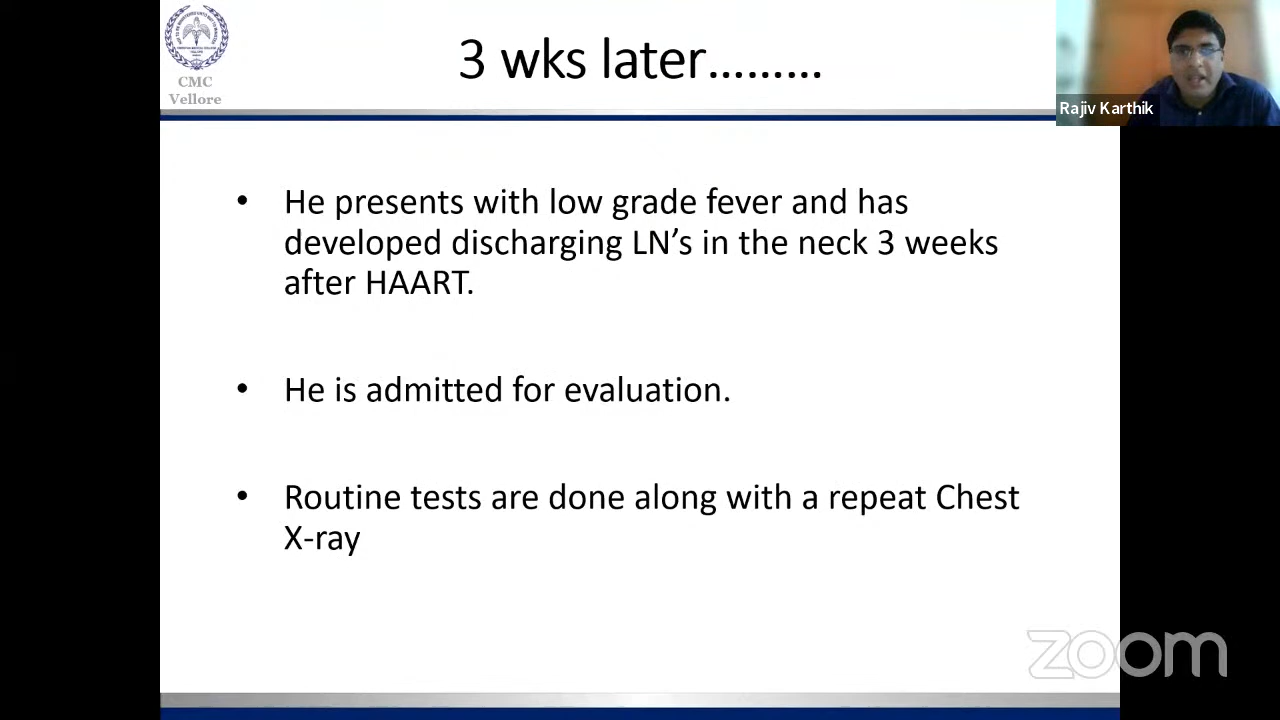 3 wks later.........
CMC
Vellore
Rajiv Karthik
• He presents with low grade fever and has
developed discharging LN's in the neck 3 weeks
after HAART.
• He is admitted for evaluation.
• Routine tests are done along with a repeat Chest
X-ray
zoom